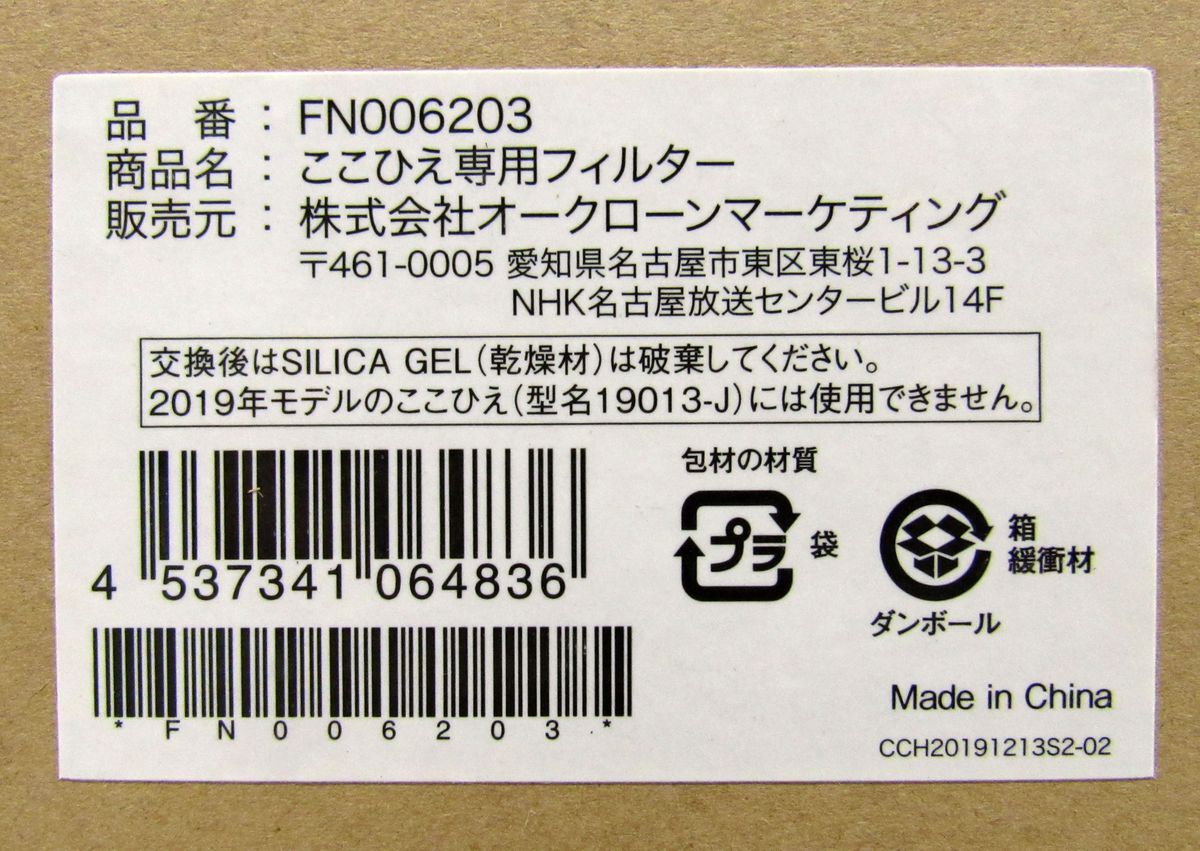 品 番 : FN006203
商品名 : ここひえ専用フィルター
販売元 : 株式会社オークローンマーケティング
〒461-0005 愛知県名古屋市東区東桜1-13-3
NHK名古屋放送センタービル14F
交換後はSILICA GEL(乾燥材)は破棄してください。
2019年モデルのここひえ(型名19013-J)には使用できません。
4 537341 064836
*FN006203*
包材の材質
プラ 袋
箱
緩衝材
ダンボール
Made in China
CCH20191213S2-02